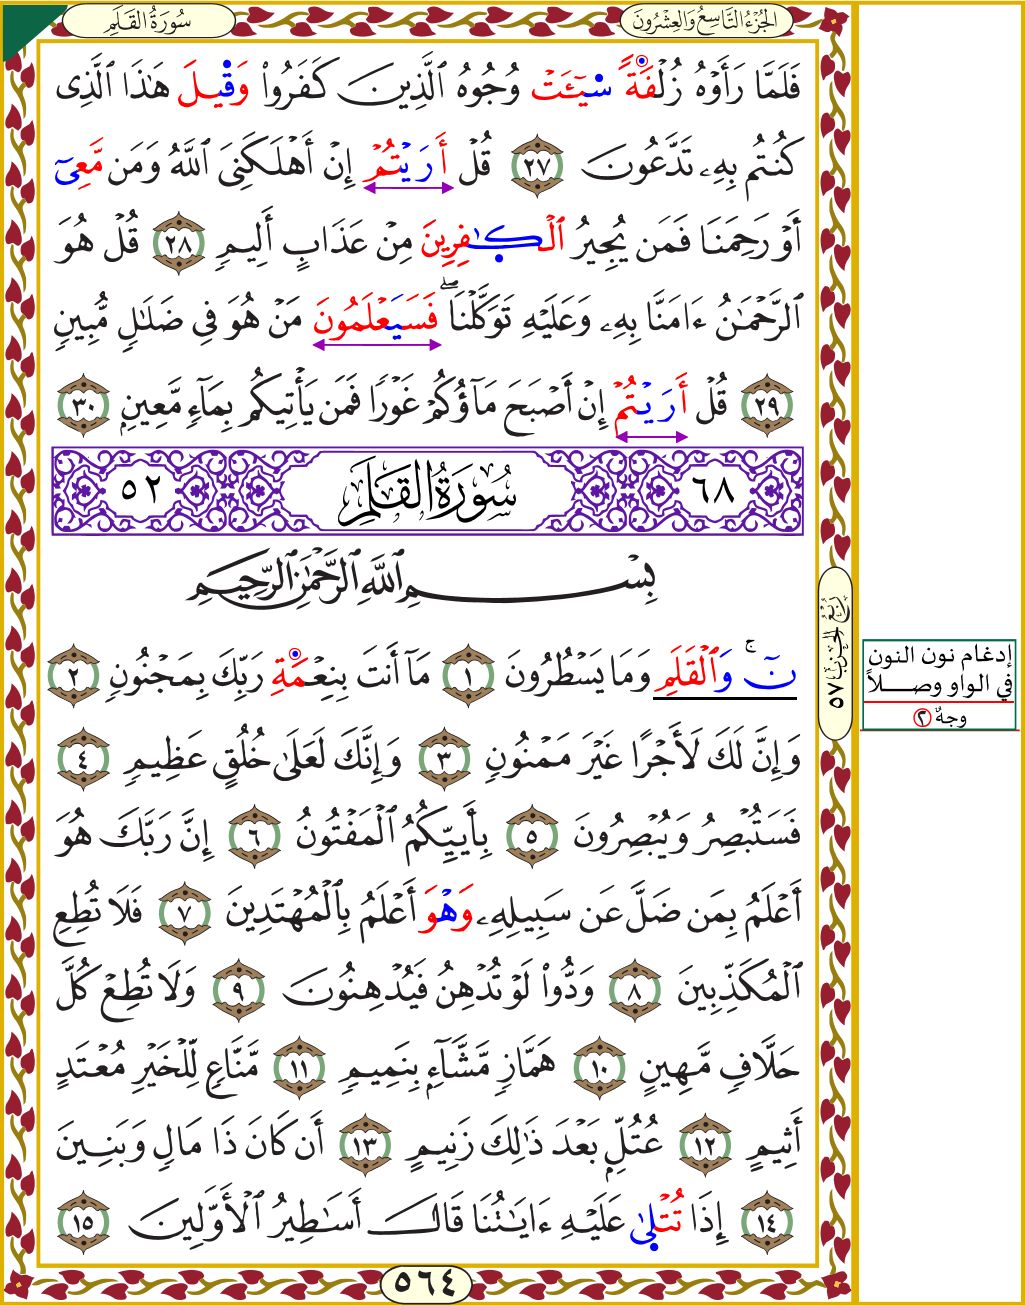 سُورَةُ القَلَمِ
الجُزْءُ التَّاسِعُ وَالعِشْرُونَ
فَلَمَّا رَأَوْهُ زُلْفَةً سِيٓـَٔتْ وُجُوهُ ٱلَّذِينَ كَفَرُوا۟ وَقِيلَ هَـٰذَا ٱلَّذِى
كُنتُم بِهِۦ تَدَّعُونَ ٢٧ قُلْ أَرَيْتُمْ إِنْ أَهْلَكَنِىَ ٱللَّهُ وَمَن مَّعِىٓ
أَوْ رَحِمَنَا فَمَن يُجِيرُ ٱلْكَـٰفِرِينَ مِنْ عَذَابٍ أَلِيمٍ ٢٨ قُلْ هُوَ
ٱلرَّحْمَـٰنُ ءَامَنَّا بِهِۦ وَعَلَيْهِ تَوَكَّلْنَا ۖ فَسَيَعْلَمُونَ مَنْ هُوَ فِى ضَلَـٰلٍ مُّبِينٍ
٢٩ قُلْ أَرَيْتُمْ إِنْ أَصْبَحَ مَآؤُكُمْ غَوْرًا فَمَن يَأْتِيكُم بِمَآءٍ مَّعِينٍ ٣٠
٦٨ سُورَةُ القَلَمِ ٥٢
بِسْمِ ٱللَّهِ ٱلرَّحْمَـٰنِ ٱلرَّحِيمِ
نٓ ۚ وَٱلْقَلَمِ وَمَا يَسْطُرُونَ ١ مَآ أَنتَ بِنِعْمَةِ رَبِّكَ بِمَجْنُونٍ ٢
وَإِنَّ لَكَ لَأَجْرًا غَيْرَ مَمْنُونٍ ٣ وَإِنَّكَ لَعَلَىٰ خُلُقٍ عَظِيمٍ ٤
فَسَتُبْصِرُ وَيُبْصِرُونَ ٥ بِأَييِّكُمُ ٱلْمَفْتُونُ ٦ إِنَّ رَبَّكَ هُوَ
أَعْلَمُ بِمَن ضَلَّ عَن سَبِيلِهِۦ وَهْوَ أَعْلَمُ بِٱلْمُهْتَدِينَ ٧ فَلَا تُطِعِ
ٱلْمُكَذِّبِينَ ٨ وَدُّوا۟ لَوْ تُدْهِنُ فَيُدْهِنُونَ ٩ وَلَا تُطِعْ كُلَّ
حَلَّافٍ مَّهِينٍ ١٠ هَمَّازٍ مَّشَّآءٍ بِنَمِيمٍ ١١ مَّنَّاعٍ لِّلْخَيْرِ مُعْتَدٍ
أَثِيمٍ ١٢ عُتُلٍّ بَعْدَ ذَٰلِكَ زَنِيمٍ ١٣ أَن كَانَ ذَا مَالٍ وَبَنِينَ
١٤ إِذَا تُتْلَىٰ عَلَيْهِ ءَايَـٰتُنَا قَالَ أَسَـٰطِيرُ ٱلْأَوَّلِينَ ١٥
٥٦٤
رُبْعُ الحِزْبِ ٥٧
إدغام نون النون
في الواو وصلاً
وجهٌ ٢